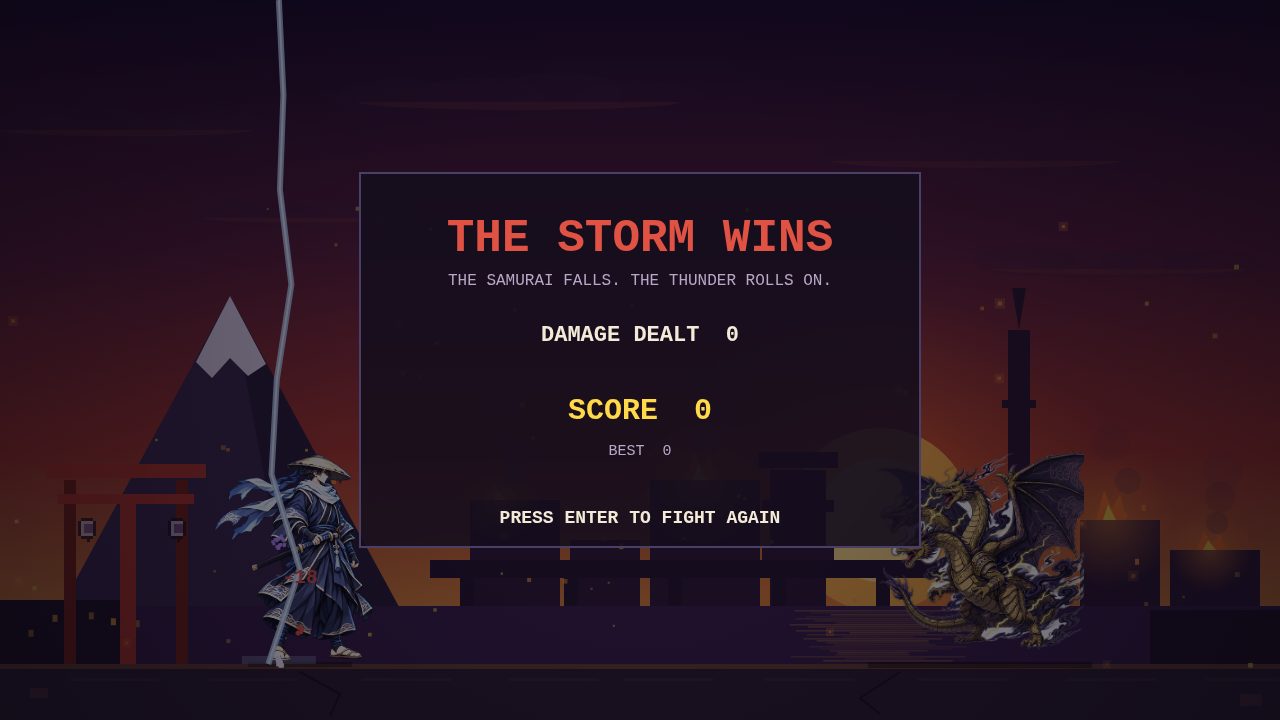 THE STORM WINS
THE SAMURAI FALLS. THE THUNDER ROLLS ON.
DAMAGE DEALT 0
SCORE 0
BEST 0
PRESS ENTER TO FIGHT AGAIN